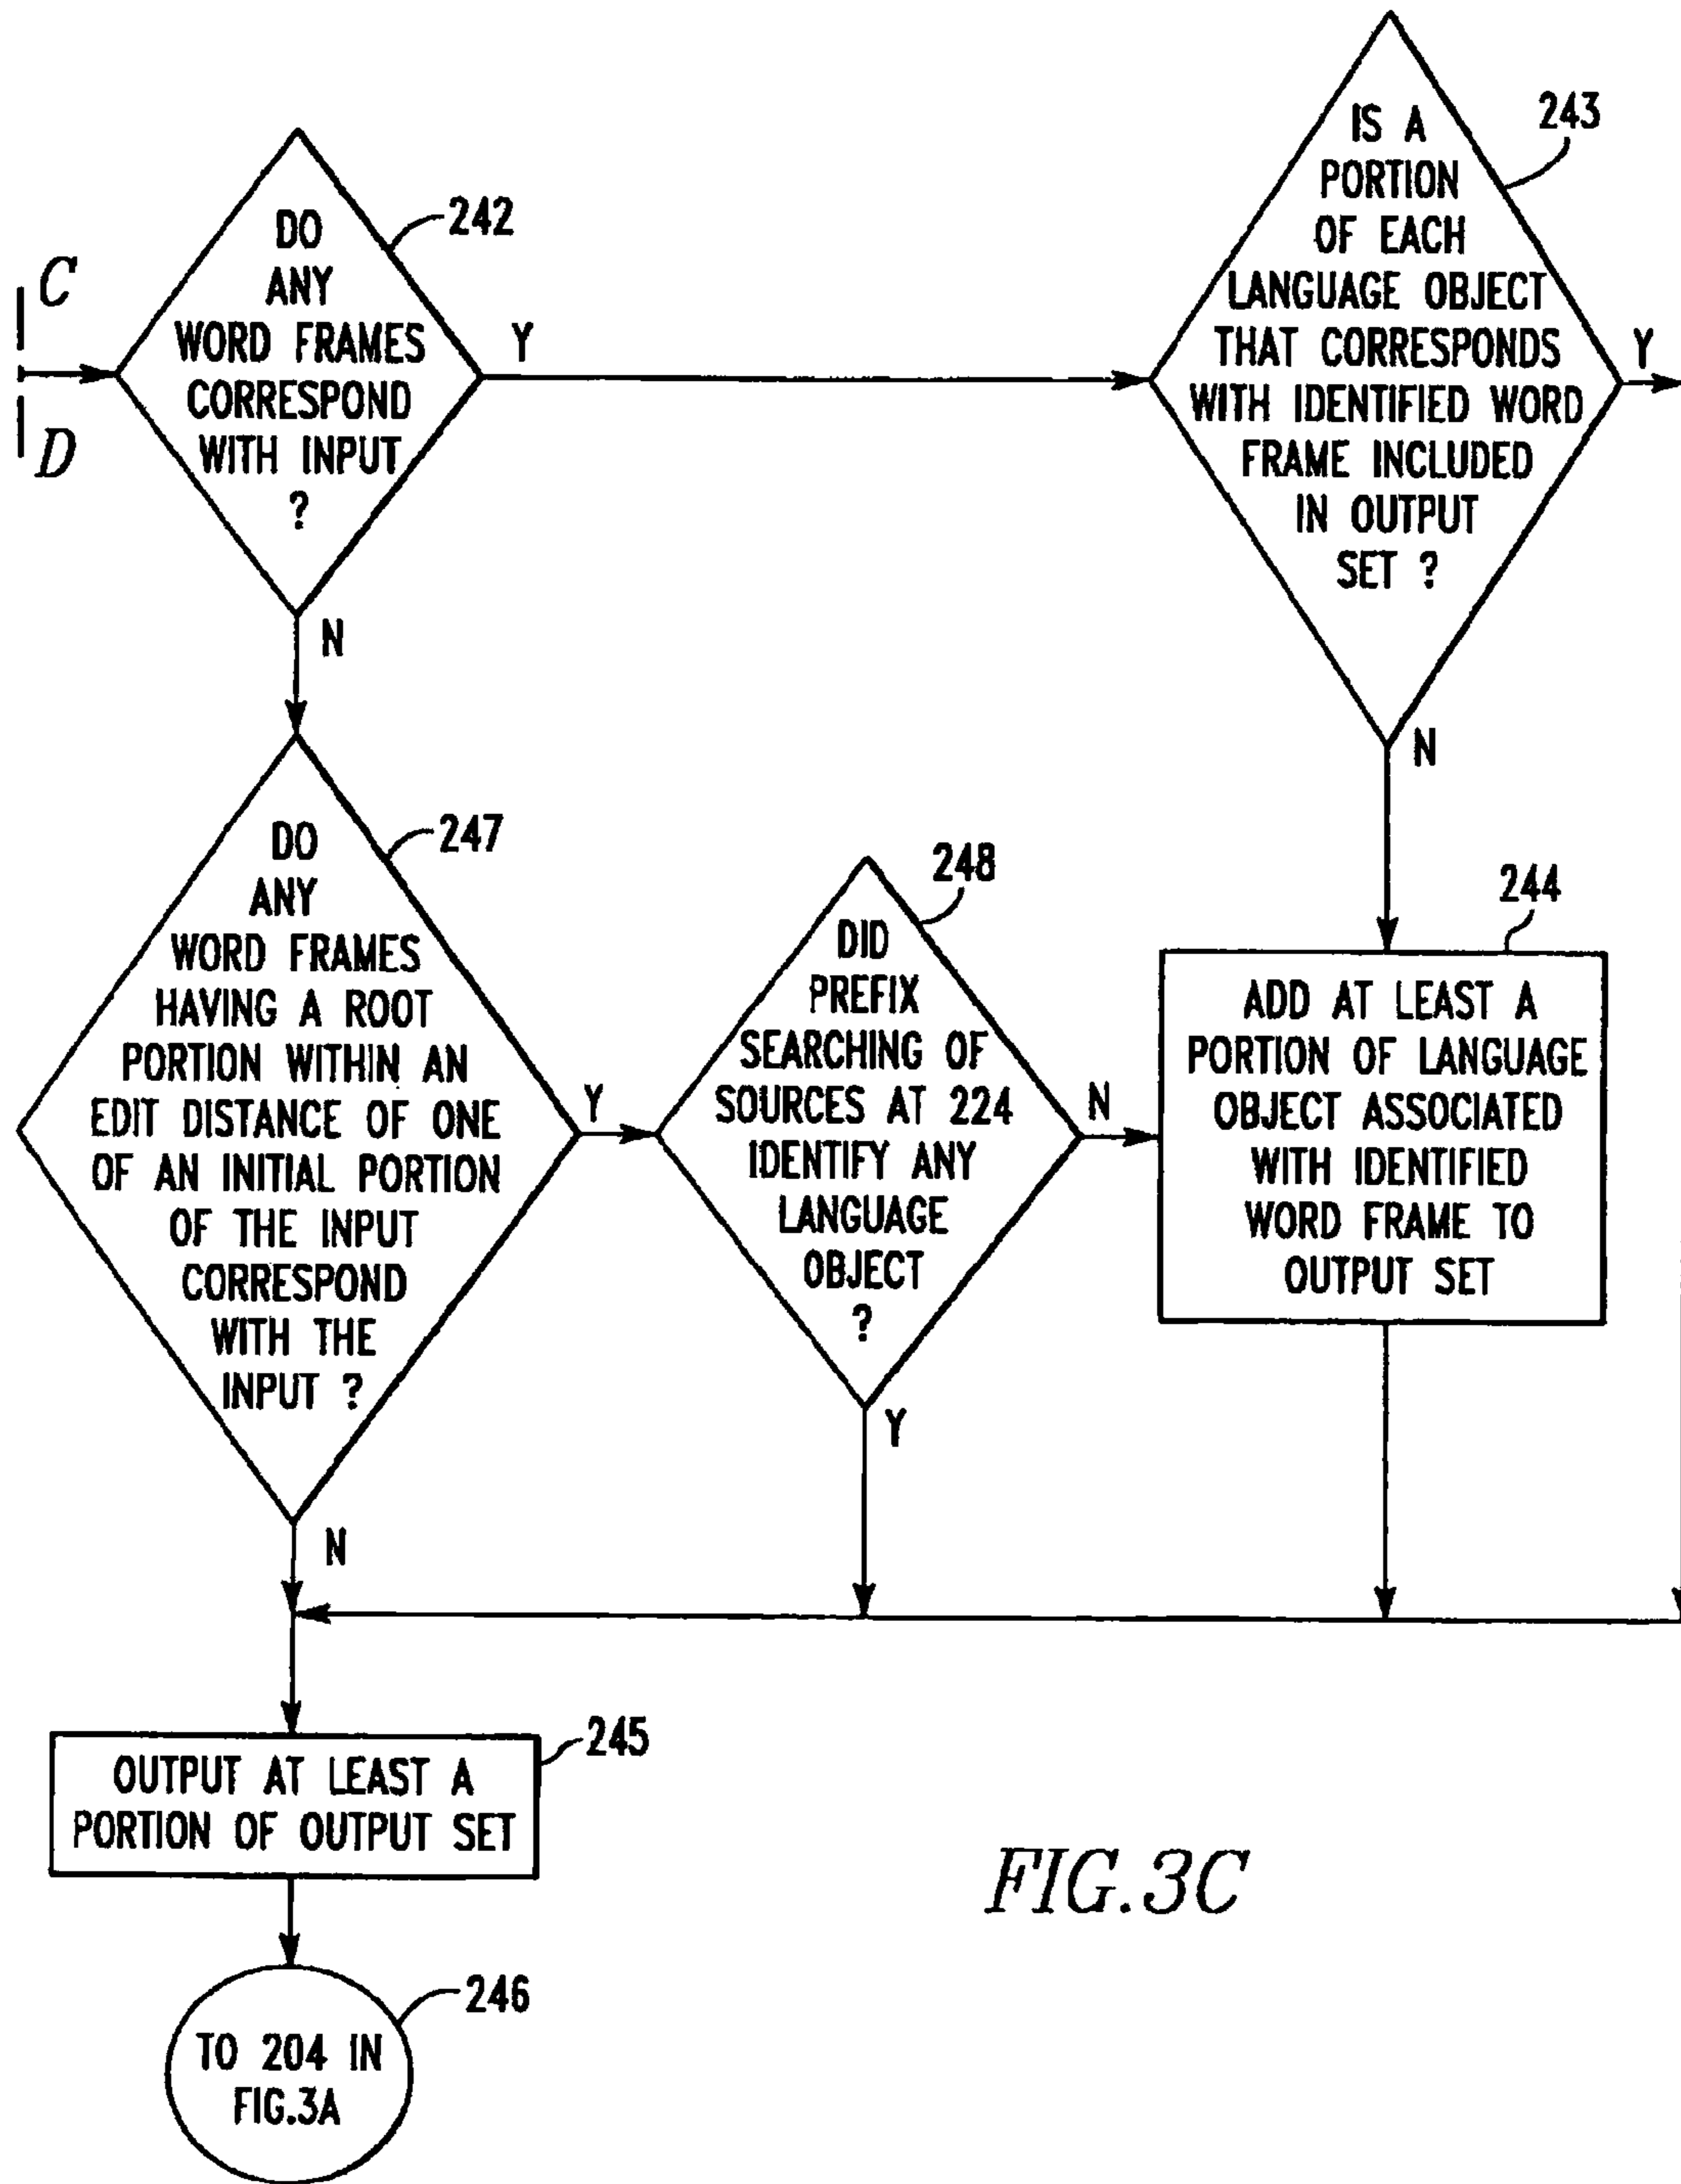 C
D
DO
ANY
WORD FRAMES
CORRESPOND
WITH INPUT
?
242
Y
N
IS A
PORTION
OF EACH
LANGUAGE OBJECT
THAT CORRESPONDS
WITH IDENTIFIED WORD
FRAME INCLUDED
IN OUTPUT
SET ?
243
Y
N
DO
ANY
WORD FRAMES
HAVING A ROOT
PORTION WITHIN AN
EDIT DISTANCE OF ONE
OF AN INITIAL PORTION
OF THE INPUT
CORRESPOND
WITH THE
INPUT ?
247
Y
N
DID
PREFIX
SEARCHING OF
SOURCES AT 224
IDENTIFY ANY
LANGUAGE
OBJECT
?
248
N
Y
244
ADD AT LEAST A
PORTION OF LANGUAGE
OBJECT ASSOCIATED
WITH IDENTIFIED
WORD FRAME TO
OUTPUT SET
OUTPUT AT LEAST A
PORTION OF OUTPUT SET
245
TO 204 IN
FIG.3A
246
FIG.3C